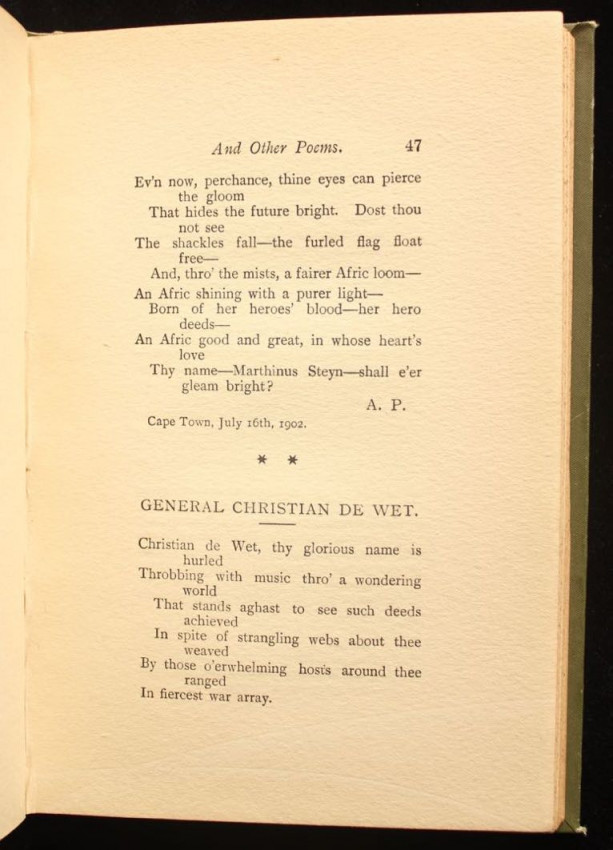 And Other Poems. 47
Ev'n now, perchance, thine eyes can pierce
the gloom
That hides the future bright. Dost thou
not see
The shackles fall—the furled flag float
free—
And, thro' the mists, a fairer Afric loom—
An Afric shining with a purer light—
Born of her heroes' blood—her hero
deeds—
An Afric good and great, in whose heart's
love
Thy name—Marthinus Steyn—shall e'er
gleam bright?
A. P.
Cape Town, July 16th, 1902.
* *
GENERAL CHRISTIAN DE WET.
Christian de Wet, thy glorious name is
hurled
Throbbing with music thro' a wondering
world
That stands aghast to see such deeds
achieved
In spite of strangling webs about thee
weaved
By those o'erwhelming hosts around thee
ranged
In fiercest war array.